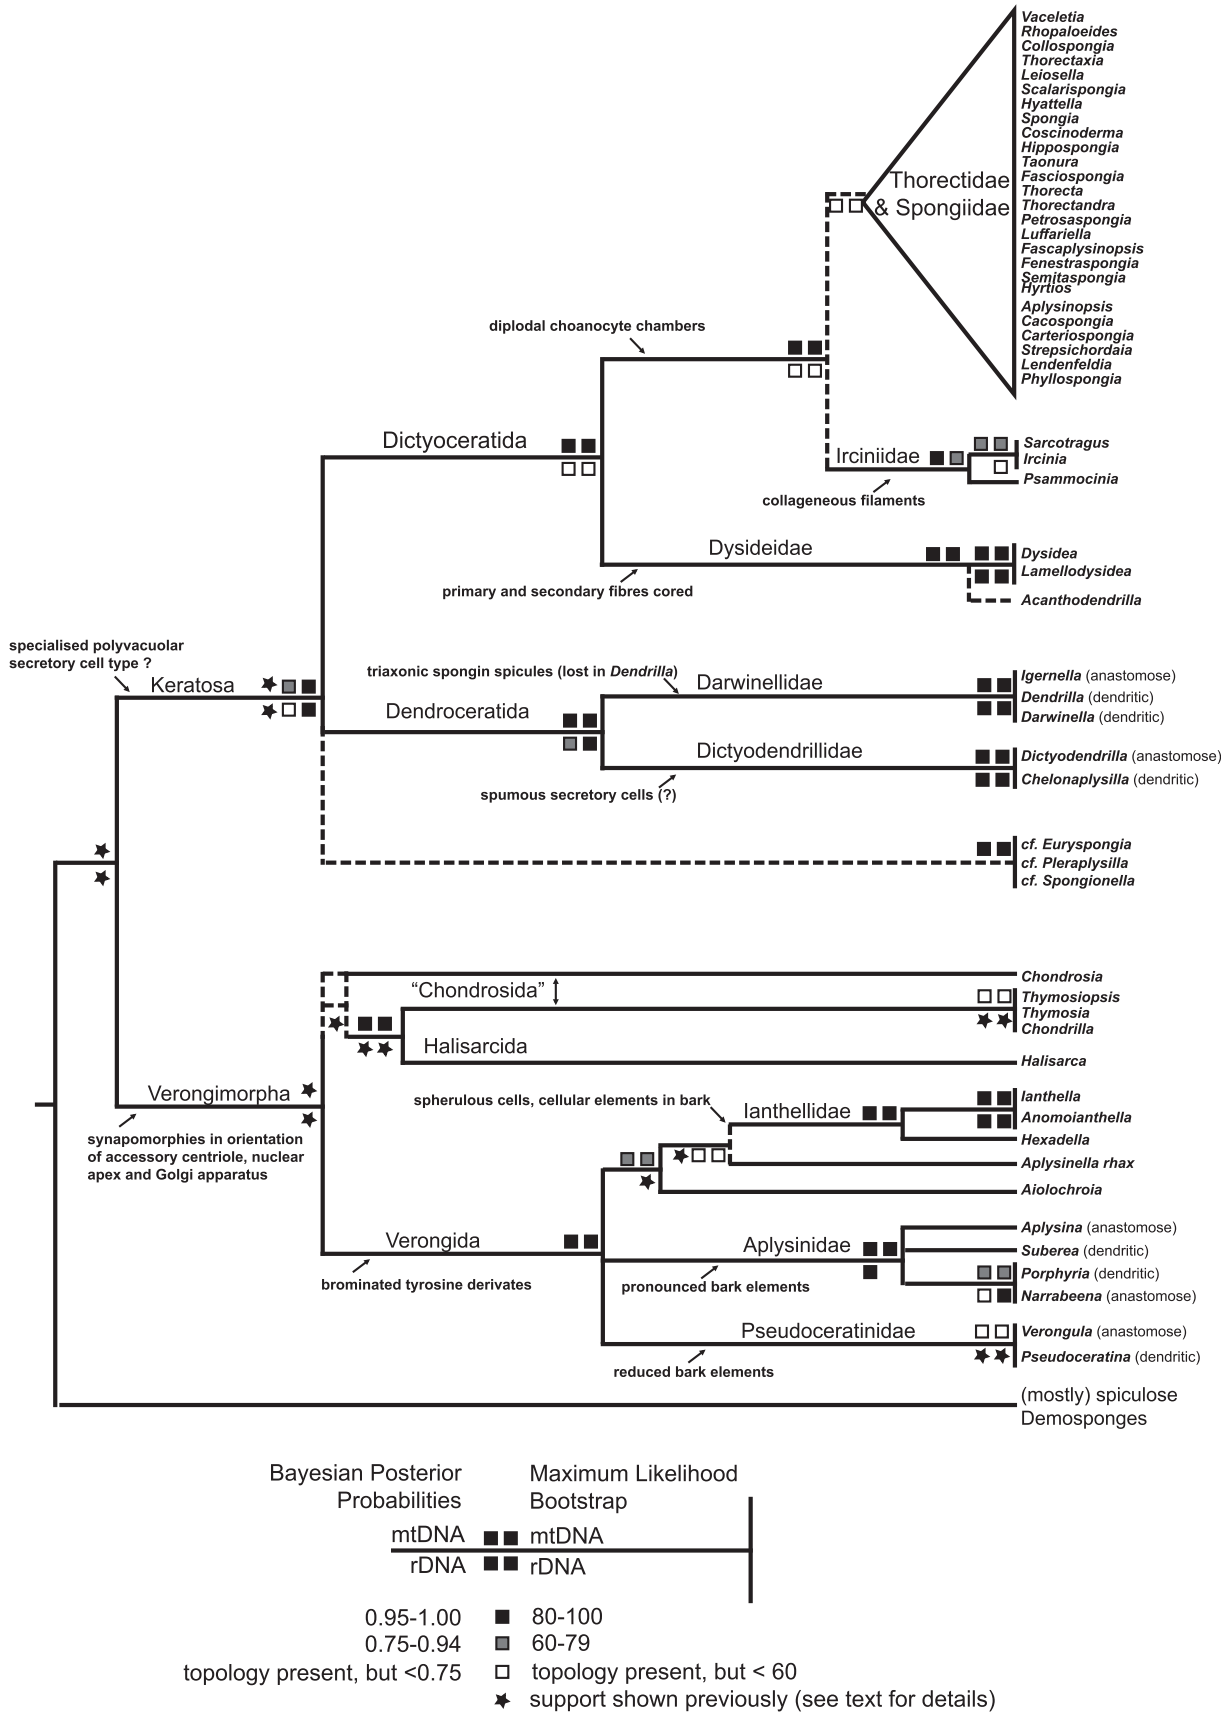 Vaceletia
Rhopaloeides
Collospongia
Thorectaxia
Leiosella
Scalarispongia
Hyattella
Spongia
Coscinoderma
Hippospongia
Taonura
Fasciospongia
Thorecta
Thorectandra
Petrosaspongia
Luffariella
Fascaplysinopsis
Fenestraspongia
Semitaspongia
Hyrtios
Aplysinopsis
Cacospongia
Carteriospongia
Strepsichordaia
Lendenfeldia
Phyllospongia
Thorectidae
& Spongiidae
diplodal choanocyte chambers
Dictyoceratida
Irciniidae
collageneous filaments
Sarcotragus
Ircinia
Psammocinia
Dysideidae
primary and secondary fibres cored
Dysidea
Lamellodysidea
Acanthodendrilla
specialised polyvacuolar
secretory cell type ?
Keratosa
triaxonic spongin spicules (lost in Dendrilla)
Darwinellidae
Dendroceratida
Igernella (anastomose)
Dendrilla (dendritic)
Darwinella (dendritic)
Dictyodendrillidae
spumous secretory cells (?)
Dictyodendrilla (anastomose)
Chelonaplysilla (dendritic)
cf. Euryspongia
cf. Pleraplysilla
cf. Spongionella
Chondrosia
“Chondrosida”
Thymosiopsis
Thymosia
Chondrilla
Halisarcida
Halisarca
Verongimorpha
synapomorphies in orientation
of accessory centriole, nuclear
apex and Golgi apparatus
spherulous cells, cellular elements in bark
Ianthellidae
Ianthella
Anomoianthella
Hexadella
Aplysinella rhax
Aiolochroia
Verongida
brominated tyrosine derivates
Aplysinidae
pronounced bark elements
Aplysina (anastomose)
Suberea (dendritic)
Porphyria (dendritic)
Narrabeena (anastomose)
Pseudoceratinidae
reduced bark elements
Verongula (anastomose)
Pseudoceratina (dendritic)
(mostly) spiculose
Demosponges
Bayesian Posterior
Probabilities
Maximum Likelihood
Bootstrap
mtDNA mtDNA
rDNA rDNA
0.95-1.00 80-100
0.75-0.94 60-79
topology present, but <0.75 topology present, but < 60
support shown previously (see text for details)